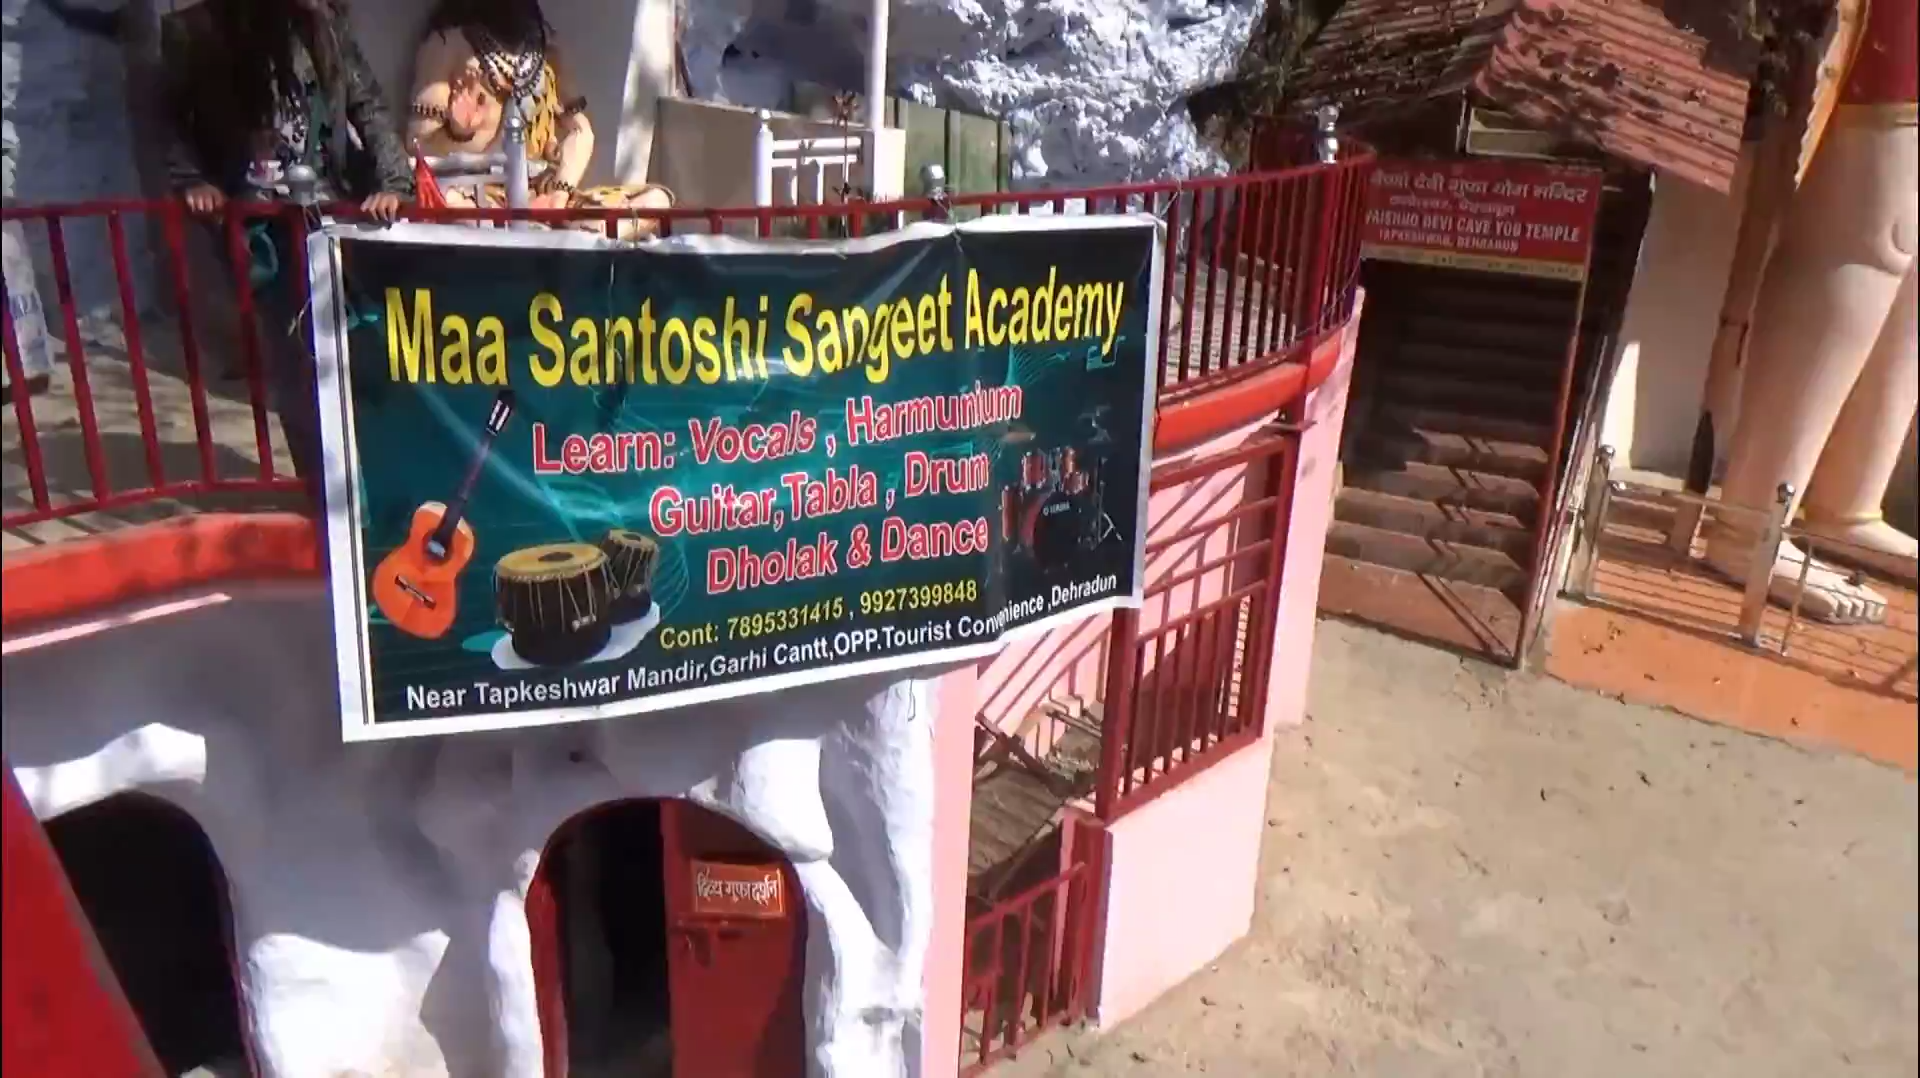 Maa Santoshi Sangeet Academy
Learn: Vocals , Harmunium
Guitar,Tabla , Drum
Dholak & Dance
Cont: 7895331415 , 9927399848
Near Tapkeshwar Mandir,Garhi Cantt,OPP.Tourist Convenience ,Dehradun
YAMAHA
वैष्णो देवी गुफा योग मन्दिर
VAISHNO DEVI CAVE YOG TEMPLE
TAPKESHWAR, DEHRADUN
दिव्य गुफा दर्शन